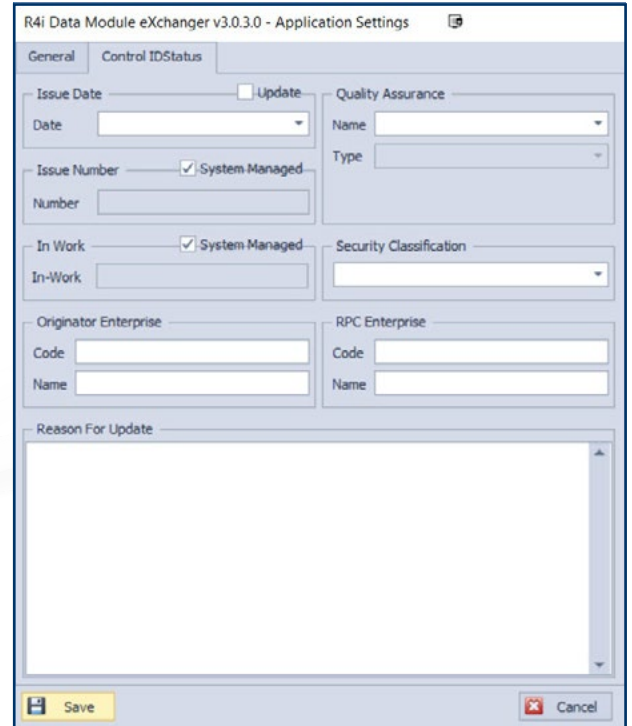 R4i Data Module eXchanger v3.0.3.0 - Application Settings
General Control IDStatus
Issue Date Update
Date
Quality Assurance
Name
Type
Issue Number System Managed
Number
In Work System Managed
In-Work
Security Classification
Originator Enterprise
Code
Name
RPC Enterprise
Code
Name
Reason For Update
Save Cancel